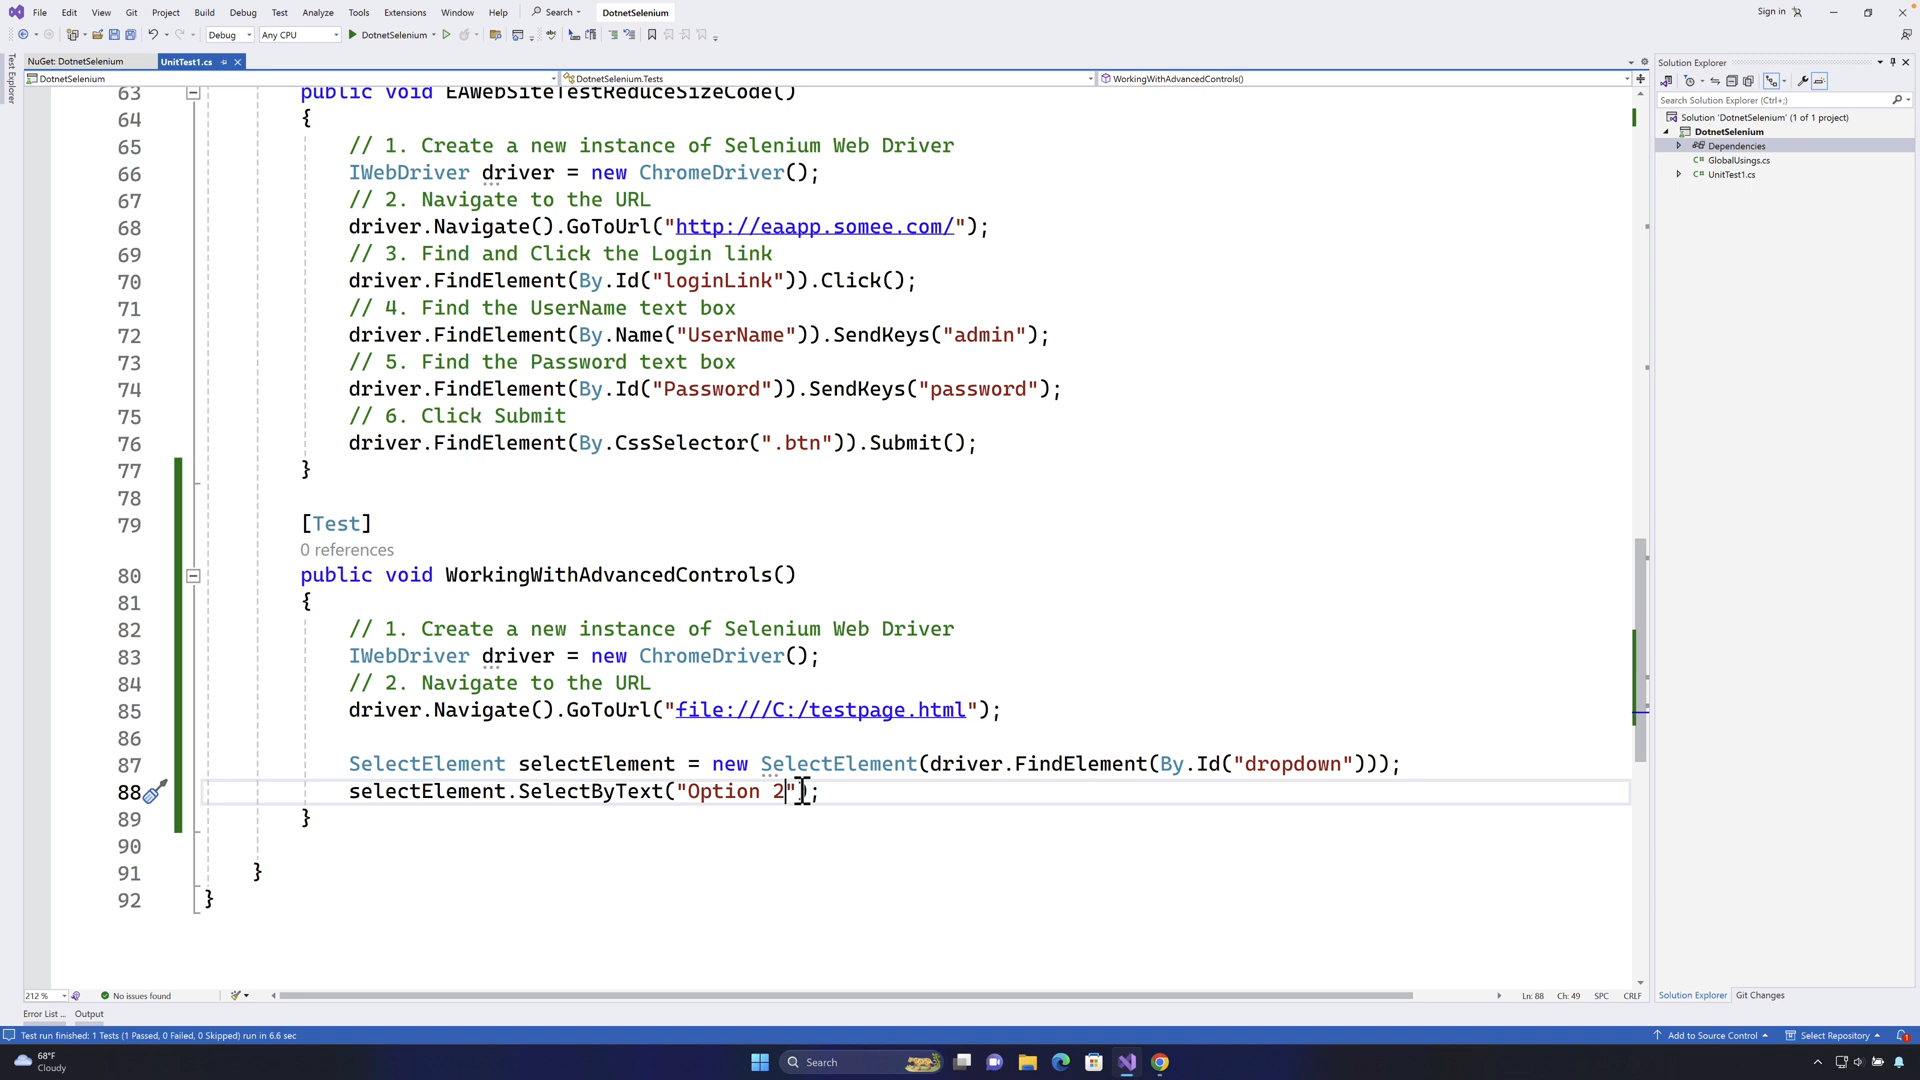 File Edit View Git Project Build Debug Test Analyze Tools Extensions Window Help Search DotnetSelenium Sign in
Debug Any CPU DotnetSelenium
Test Explorer
NuGet: DotnetSelenium UnitTest1.cs
DotnetSelenium DotnetSelenium.Tests WorkingWithAdvancedControls()
63 public void EAWebSiteTestReduceSizeCode()
64 {
65 // 1. Create a new instance of Selenium Web Driver
66 IWebDriver driver = new ChromeDriver();
67 // 2. Navigate to the URL
68 driver.Navigate().GoToUrl("http://eaapp.somee.com/");
69 // 3. Find and Click the Login link
70 driver.FindElement(By.Id("loginLink")).Click();
71 // 4. Find the UserName text box
72 driver.FindElement(By.Name("UserName")).SendKeys("admin");
73 // 5. Find the Password text box
74 driver.FindElement(By.Id("Password")).SendKeys("password");
75 // 6. Click Submit
76 driver.FindElement(By.CssSelector(".btn")).Submit();
77 }
78
79 [Test]
0 references
80 public void WorkingWithAdvancedControls()
81 {
82 // 1. Create a new instance of Selenium Web Driver
83 IWebDriver driver = new ChromeDriver();
84 // 2. Navigate to the URL
85 driver.Navigate().GoToUrl("file:///C:/testpage.html");
86
87 SelectElement selectElement = new SelectElement(driver.FindElement(By.Id("dropdown")));
88 selectElement.SelectByText("Option 2");
89 }
90
91 }
92 }
Solution Explorer
Search Solution Explorer (Ctrl+;)
Solution 'DotnetSelenium' (1 of 1 project)
DotnetSelenium
Dependencies
C# GlobalUsings.cs
C# UnitTest1.cs
Solution Explorer Git Changes
212 % No issues found Ln: 88 Ch: 49 SPC CRLF
Error List ... Output
Test run finished: 1 Tests (1 Passed, 0 Failed, 0 Skipped) run in 6.6 sec Add to Source Control Select Repository 1
68°F
Cloudy
Search